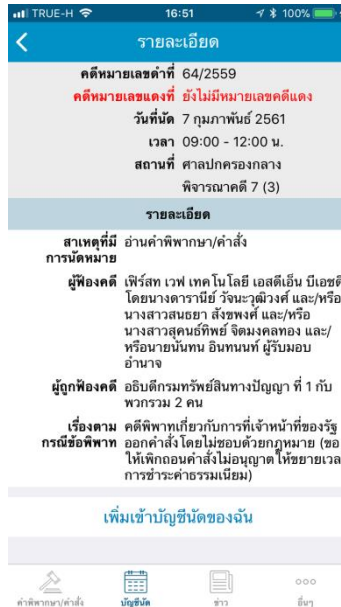 TRUE-H 16:51 100%
รายละเอียด
คดีหมายเลขดำที่ 64/2559
คดีหมายเลขแดงที่ ยังไม่มีหมายเลขคดีแดง
วันที่นัด 7 กุมภาพันธ์ 2561
เวลา 09:00 - 12:00 น.
สถานที่ ศาลปกครองกลาง
พิจารณาคดี 7 (3)
รายละเอียด
สาเหตุที่มี อ่านคำพิพากษา/คำสั่ง
การนัดหมาย
ผู้ฟ้องคดี เฟิร์สท เวฟ เทคโนโลยี เอสดีเอ็น บีเอชดี
โดยนางดารานีย์ วัจนะวุฒิวงศ์ และ/หรือ
นางสาวสนธยา สังขพงศ์ และ/หรือ
นางสาวสุคนธ์ทิพย์ จิตมงคลทอง และ/
หรือนายนันทน อินทนนท์ ผู้รับมอบ
อำนาจ
ผู้ถูกฟ้องคดี อธิบดีกรมทรัพย์สินทางปัญญา ที่ 1 กับ
พวกรวม 2 คน
เรื่องตาม คดีพิพาทเกี่ยวกับการที่เจ้าหน้าที่ของรัฐ
กรณีข้อพิพาท ออกคำสั่งโดยไม่ชอบด้วยกฎหมาย (ขอ
ให้เพิกถอนคำสั่งไม่อนุญาตให้ขยายเวลา
การชำระค่าธรรมเนียม)
เพิ่มเข้าบัญชีนัดของฉัน
คำพิพากษา/คำสั่ง บัญชีนัด ข่าว อื่นๆ